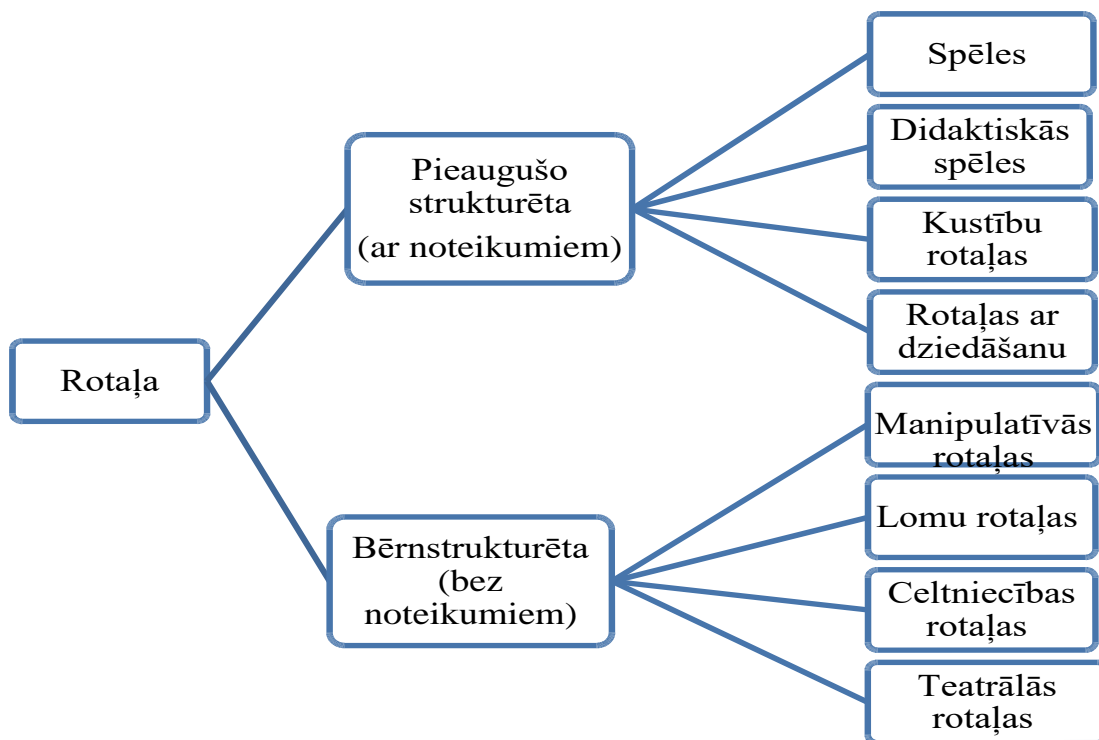 Rotaļa
Pieaugušo
strukturēta
(ar noteikumiem)
Spēles
Didaktiskās
spēles
Kustību
rotaļas
Rotaļas ar
dziedāšanu
Bērnstrukturēta
(bez
noteikumiem)
Manipulatīvās
rotaļas
Lomu rotaļas
Celtniecības
rotaļas
Teatrālās
rotaļas